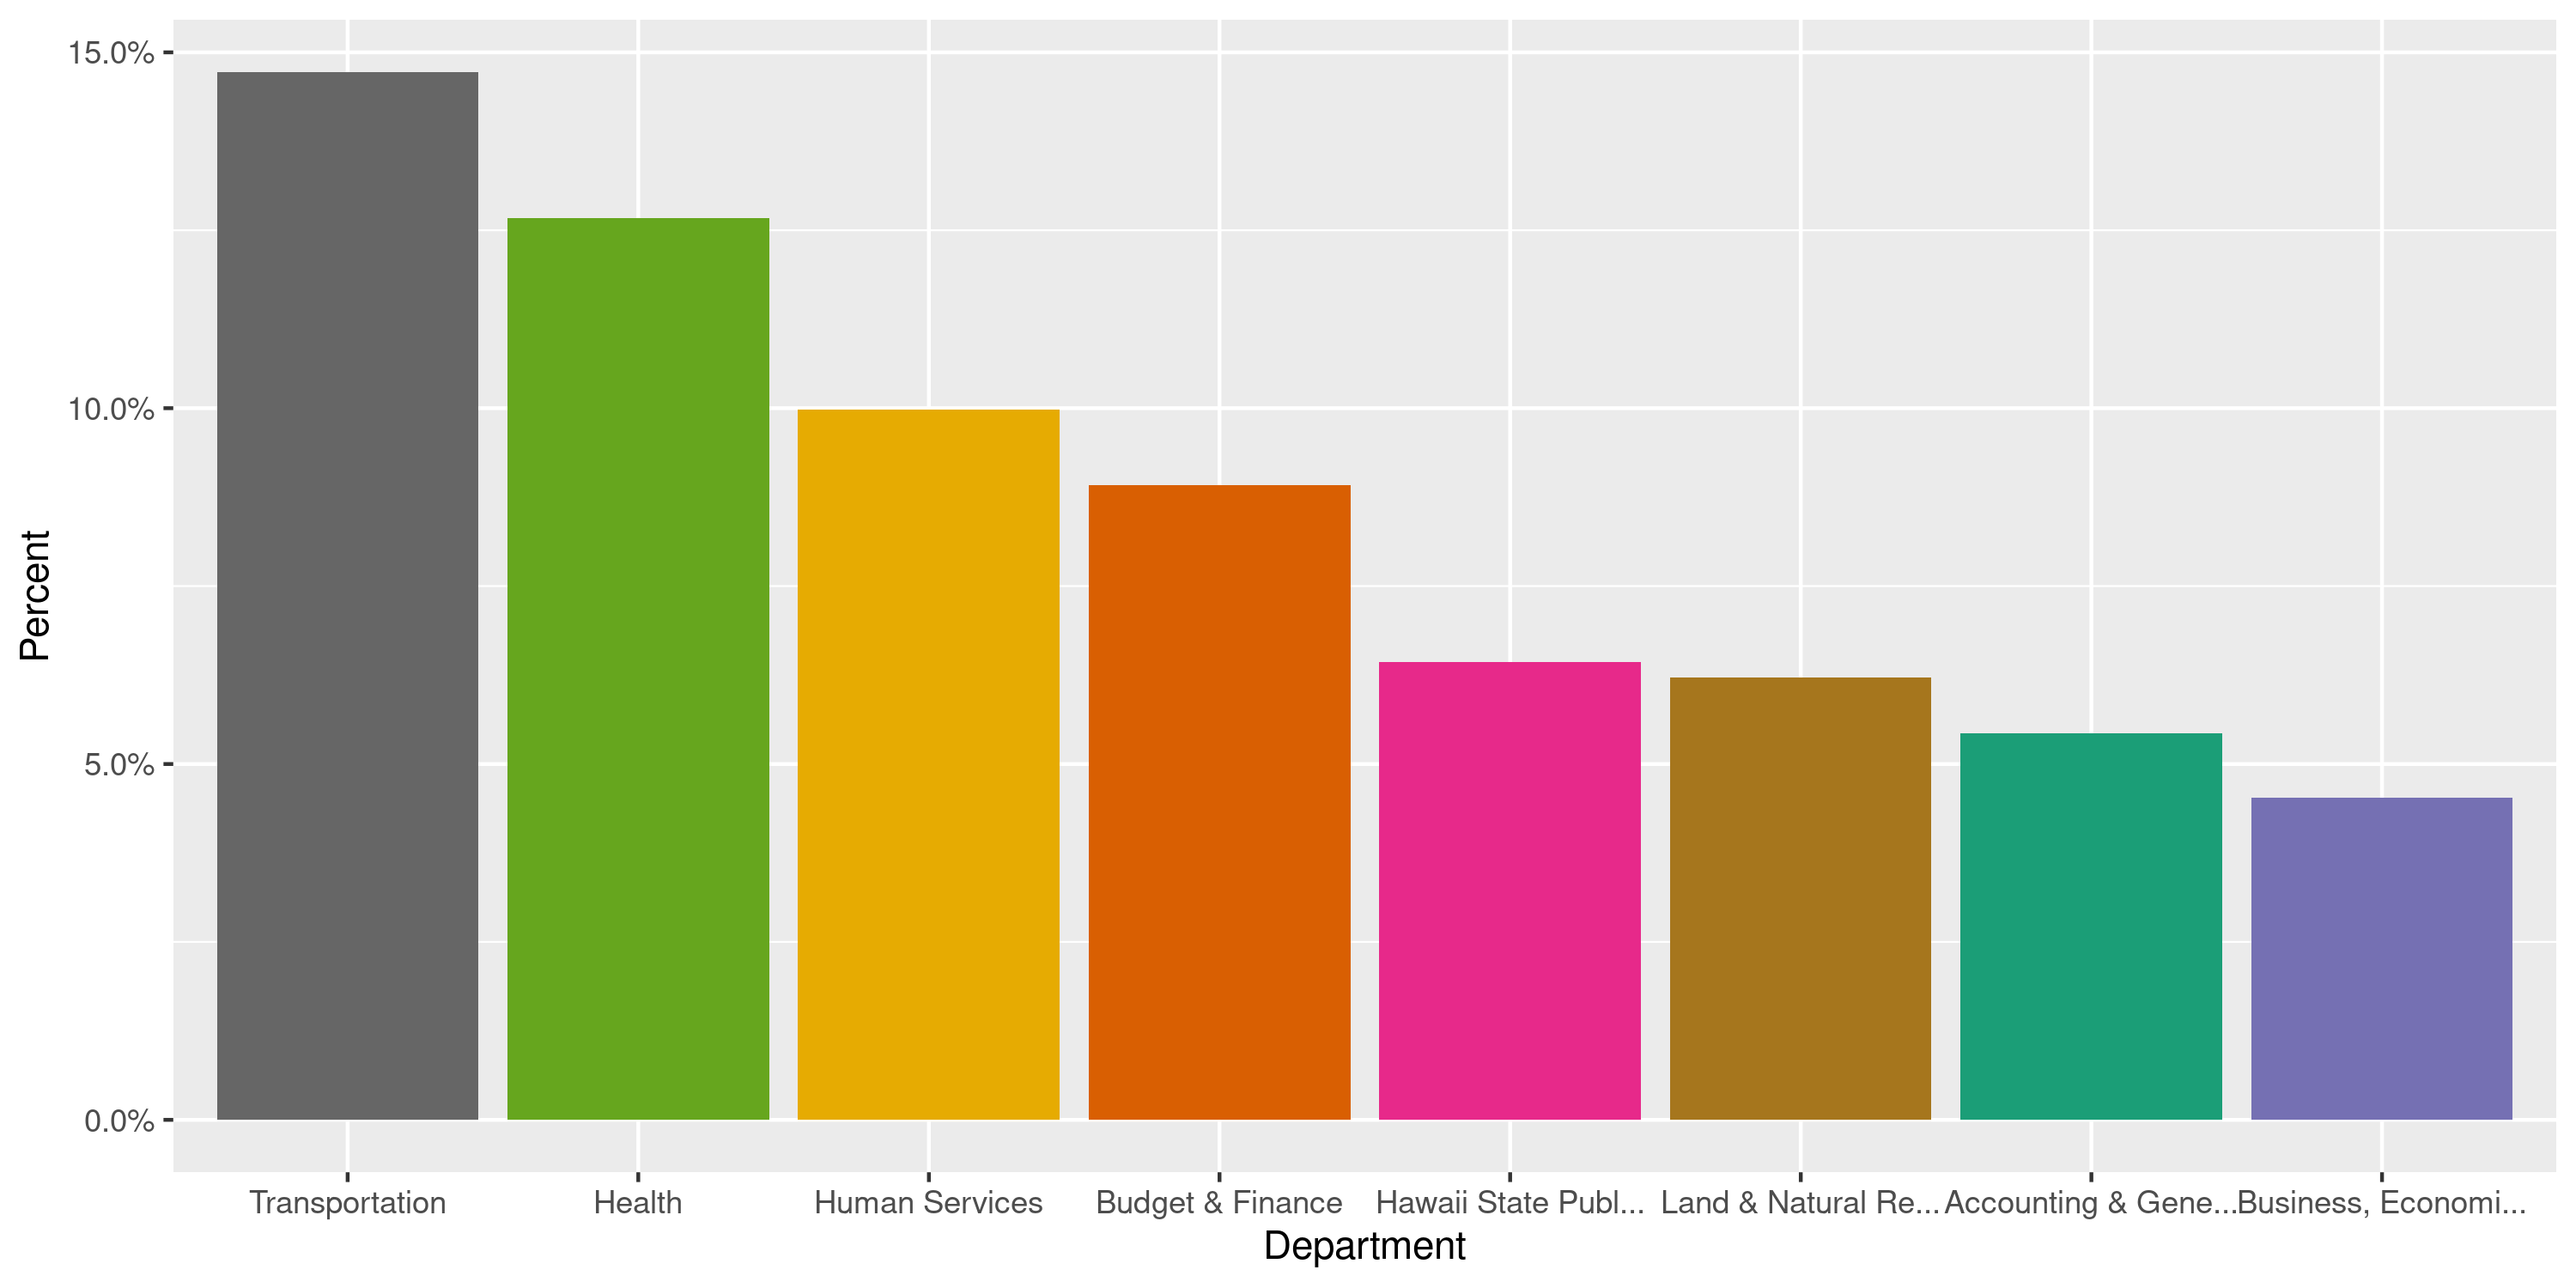 15.0%
10.0%
5.0%
0.0%
Percent
Transportation Health Human Services Budget & Finance Hawaii State Publ... Land & Natural Re... Accounting & Gene... Business, Economi...
Department